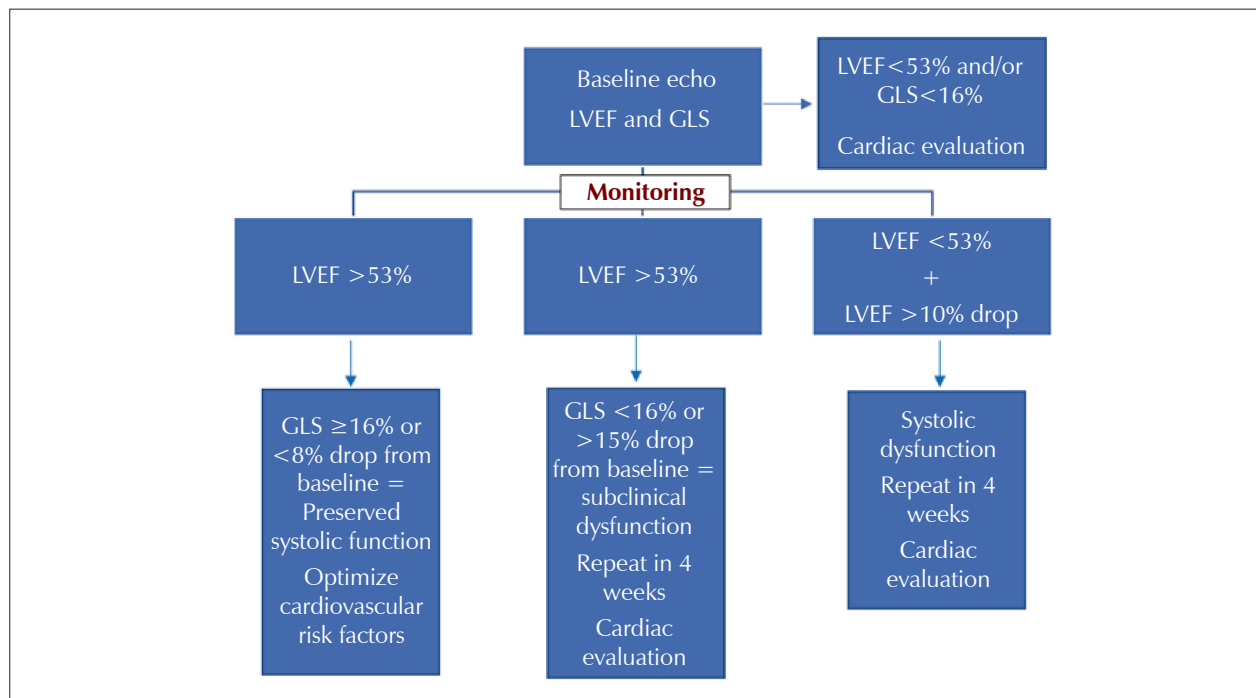 Baseline echo
LVEF and GLS
LVEF<53% and/or
GLS<16%
Cardiac evaluation
Monitoring
LVEF >53%
LVEF >53%
LVEF <53%
+
LVEF >10% drop
GLS ≥16% or
<8% drop from
baseline =
Preserved
systolic function
Optimize
cardiovascular
risk factors
GLS <16% or
>15% drop
from baseline =
subclinical
dysfunction
Repeat in 4
weeks
Cardiac
evaluation
Systolic
dysfunction
Repeat in 4
weeks
Cardiac
evaluation